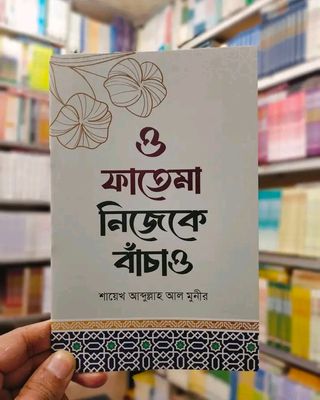 ও
ফাতেমা
নিজেকে
বাঁচাও
শায়েখ আব্দুল্লাহ আল মুনীর